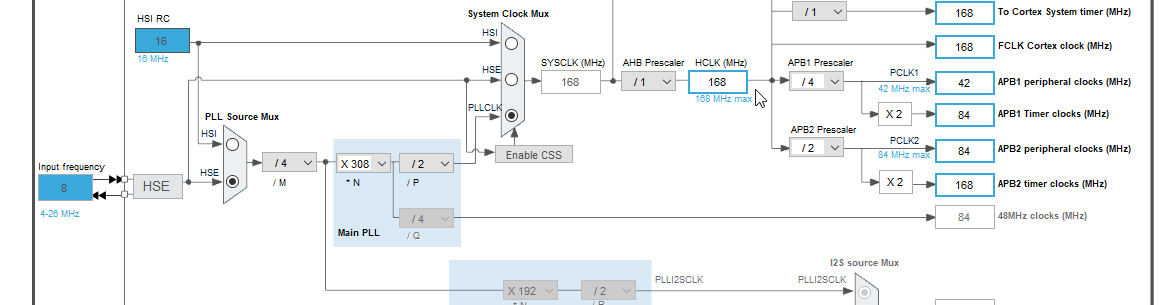 System Clock Mux
HSI RC
16
16 MHz
HSI
HSE
PLLCLK
SYSCLK (MHz)
168
AHB Prescaler
/ 1
HCLK (MHz)
168
168 MHz max
/ 1
168
To Cortex System timer (MHz)
168
FCLK Cortex clock (MHz)
APB1 Prescaler
/ 4
PCLK1
42 MHz max
42
APB1 peripheral clocks (MHz)
X 2
84
APB1 Timer clocks (MHz)
APB2 Prescaler
/ 2
PCLK2
84 MHz max
84
APB2 peripheral clocks (MHz)
X 2
168
APB2 timer clocks (MHz)
Enable CSS
PLL Source Mux
HSI
HSE
Input frequency
8
4-26 MHz
HSE
/ 4
/ M
X 308
* N
/ 2
/ P
/ 4
/ Q
Main PLL
84
48MHz clocks (MHz)
I2S source Mux
X 192
/ 2
PLLI2SCLK
PLLI2SCLK
* N